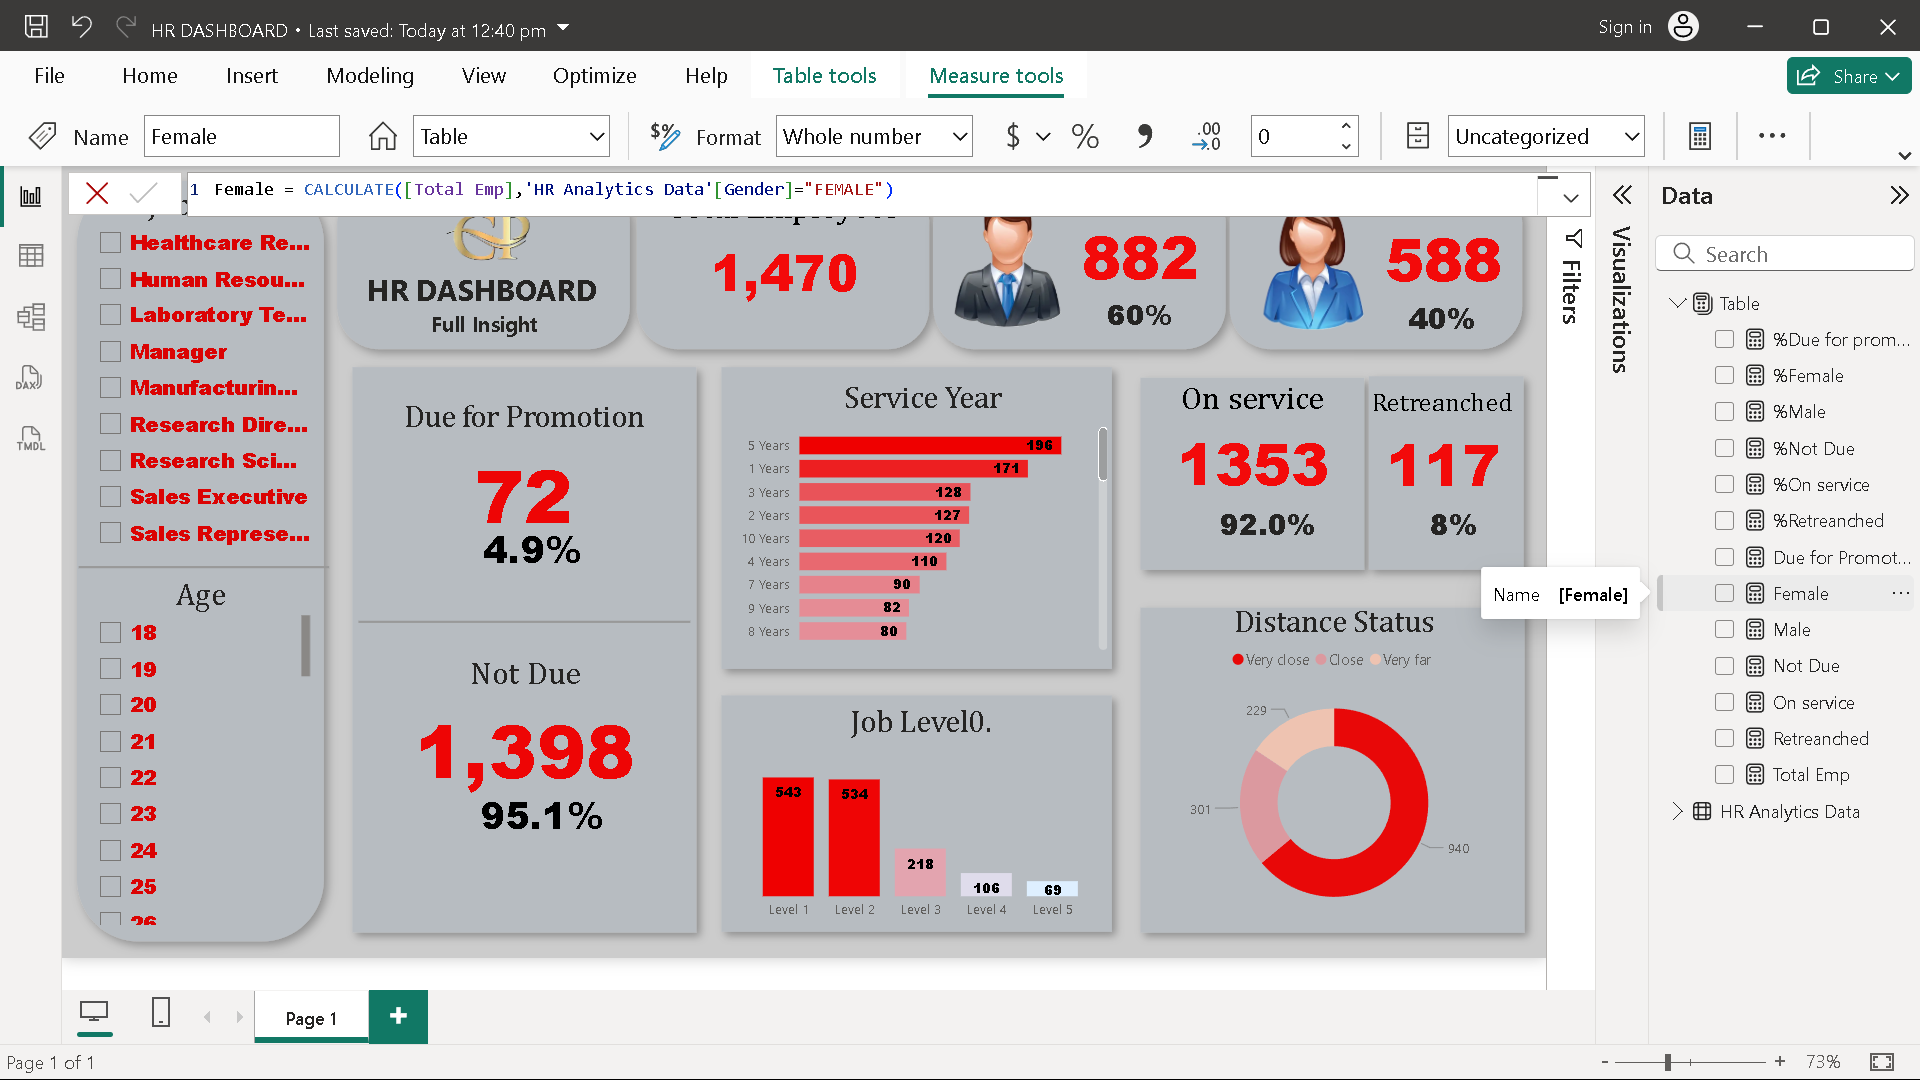 HR DASHBOARD • Last saved: Today at 12:40 pm
Sign in
File Home Insert Modeling View Optimize Help Table tools Measure tools
Share
Name Female Table Format Whole number $ % .00 .0 0 Uncategorized
1 Female = CALCULATE([Total Emp],'HR Analytics Data'[Gender]="FEMALE")
Healthcare Re...
Human Resou...
Laboratory Te...
Manager
Manufacturin...
Research Dire...
Research Sci...
Sales Executive
Sales Represe...
Age
18
19
20
21
22
23
24
25
26
HR DASHBOARD
Full Insight
1,470
882
60%
588
40%
Due for Promotion
72
4.9%
Not Due
1,398
95.1%
Service Year
5 Years 196
1 Years 171
3 Years 128
2 Years 127
10 Years 120
4 Years 110
7 Years 90
9 Years 82
8 Years 80
Job Level0.
543 534 218 106 69
Level 1 Level 2 Level 3 Level 4 Level 5
On service
1353
92.0%
Retreanched
117
8%
Distance Status
Very close Close Very far
229
301
940
Name [Female]
Filters
Visualizations
Data
Search
Table
%Due for prom...
%Female
%Male
%Not Due
%On service
%Retreanched
Due for Promot...
Female
Male
Not Due
On service
Retreanched
Total Emp
HR Analytics Data
DAX
TMDL
Page 1
Page 1 of 1
73%